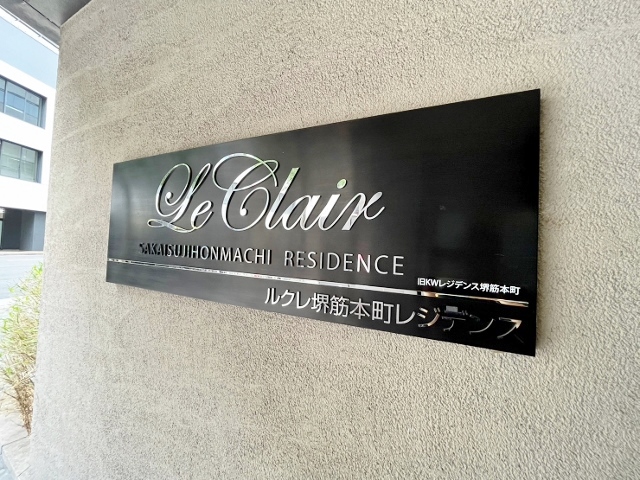 Le Clair
SAKAISUJIHONMACHI RESIDENCE
旧KWレジデンス堺筋本町
ルクレ堺筋本町レジデンス